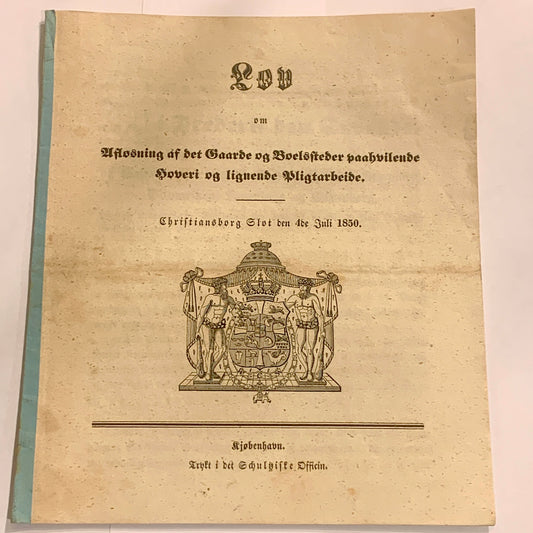 Lov
om
Afløsning af det Gaarde og Boelssteder paahvilende
Hoveri og lignende Pligtarbeide.
Christiansborg Slot den 4de Juli 1850.
Kjøbenhavn.
Trykt i det Schultziske Officin.